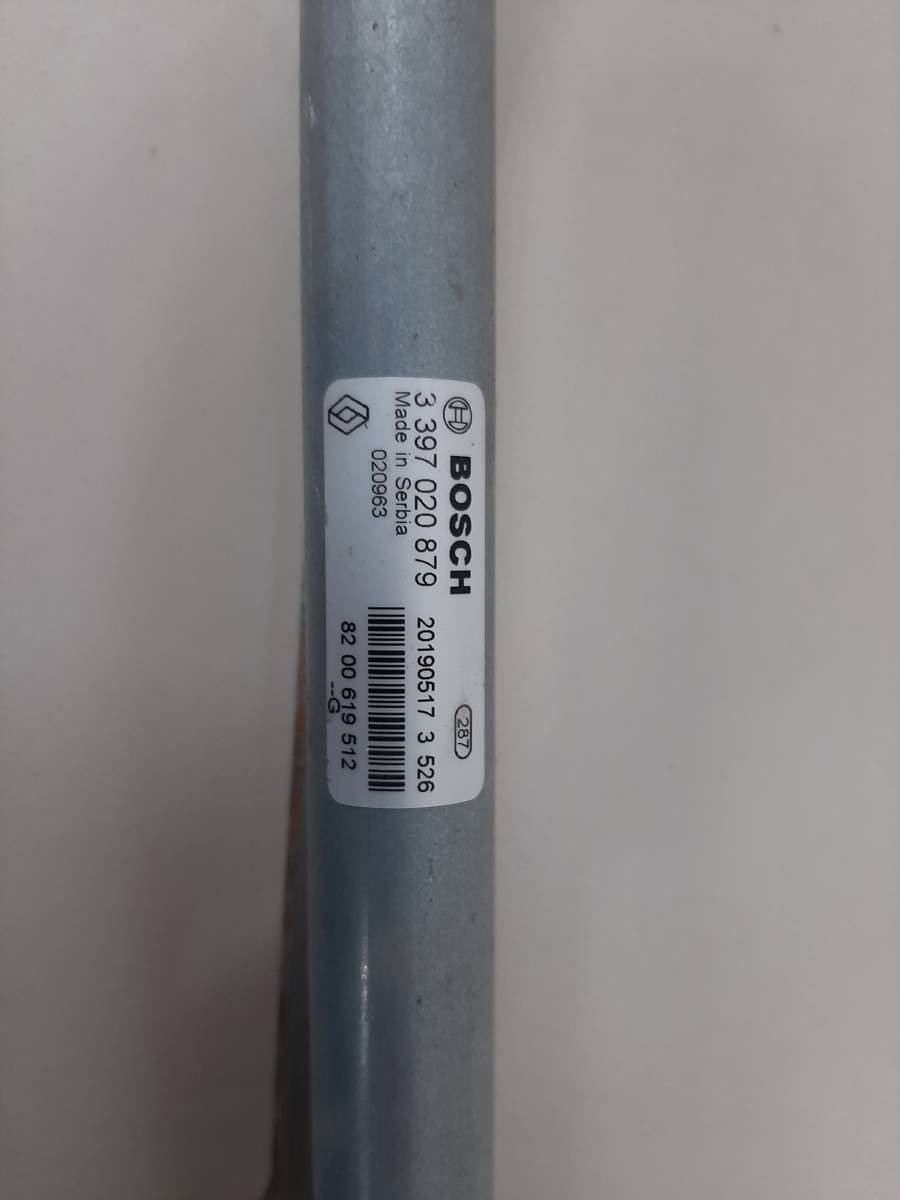 BOSCH
287
3 397 020 879
20190517 3 526
Made in Serbia
020963
82 00 619 512
--G